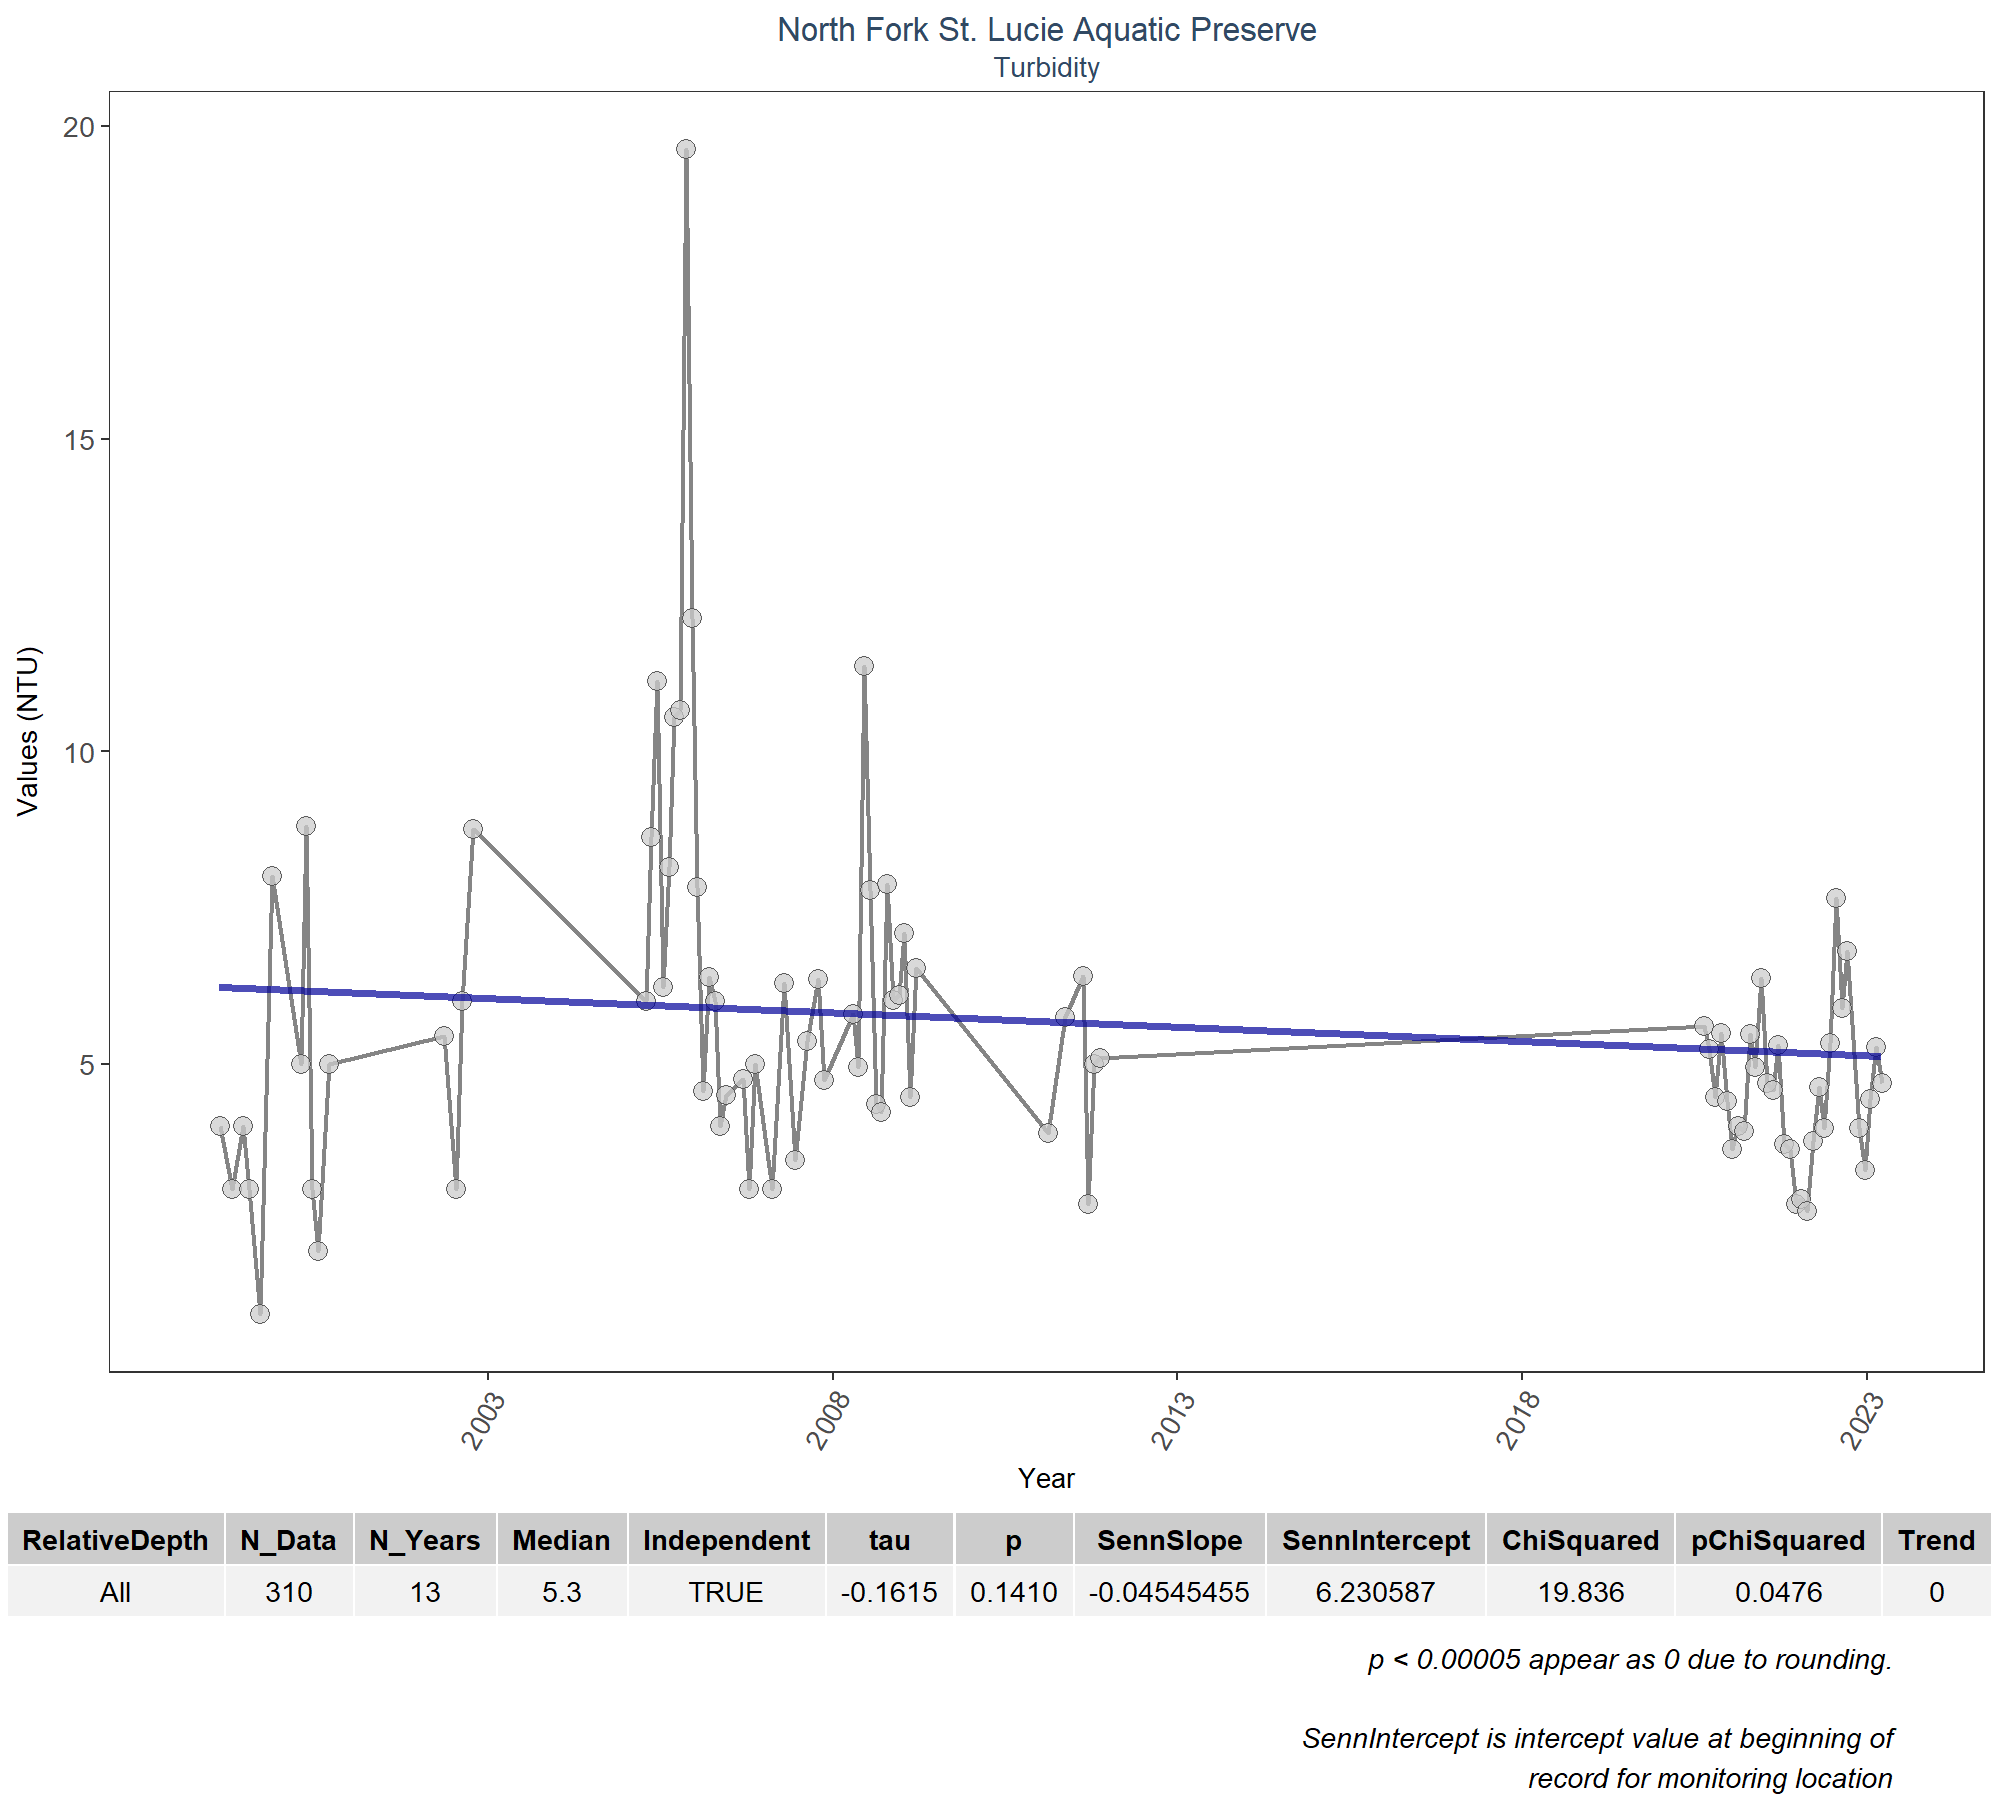 North Fork St. Lucie Aquatic Preserve
Turbidity
Values (NTU)
20
15
10
5
2003 2008 2013 2018 2023
Year
RelativeDepth N_Data N_Years Median Independent tau p SennSlope SennIntercept ChiSquared pChiSquared Trend
All 310 13 5.3 TRUE -0.1615 0.1410 -0.04545455 6.230587 19.836 0.0476 0
p < 0.00005 appear as 0 due to rounding.
SennIntercept is intercept value at beginning of
record for monitoring location